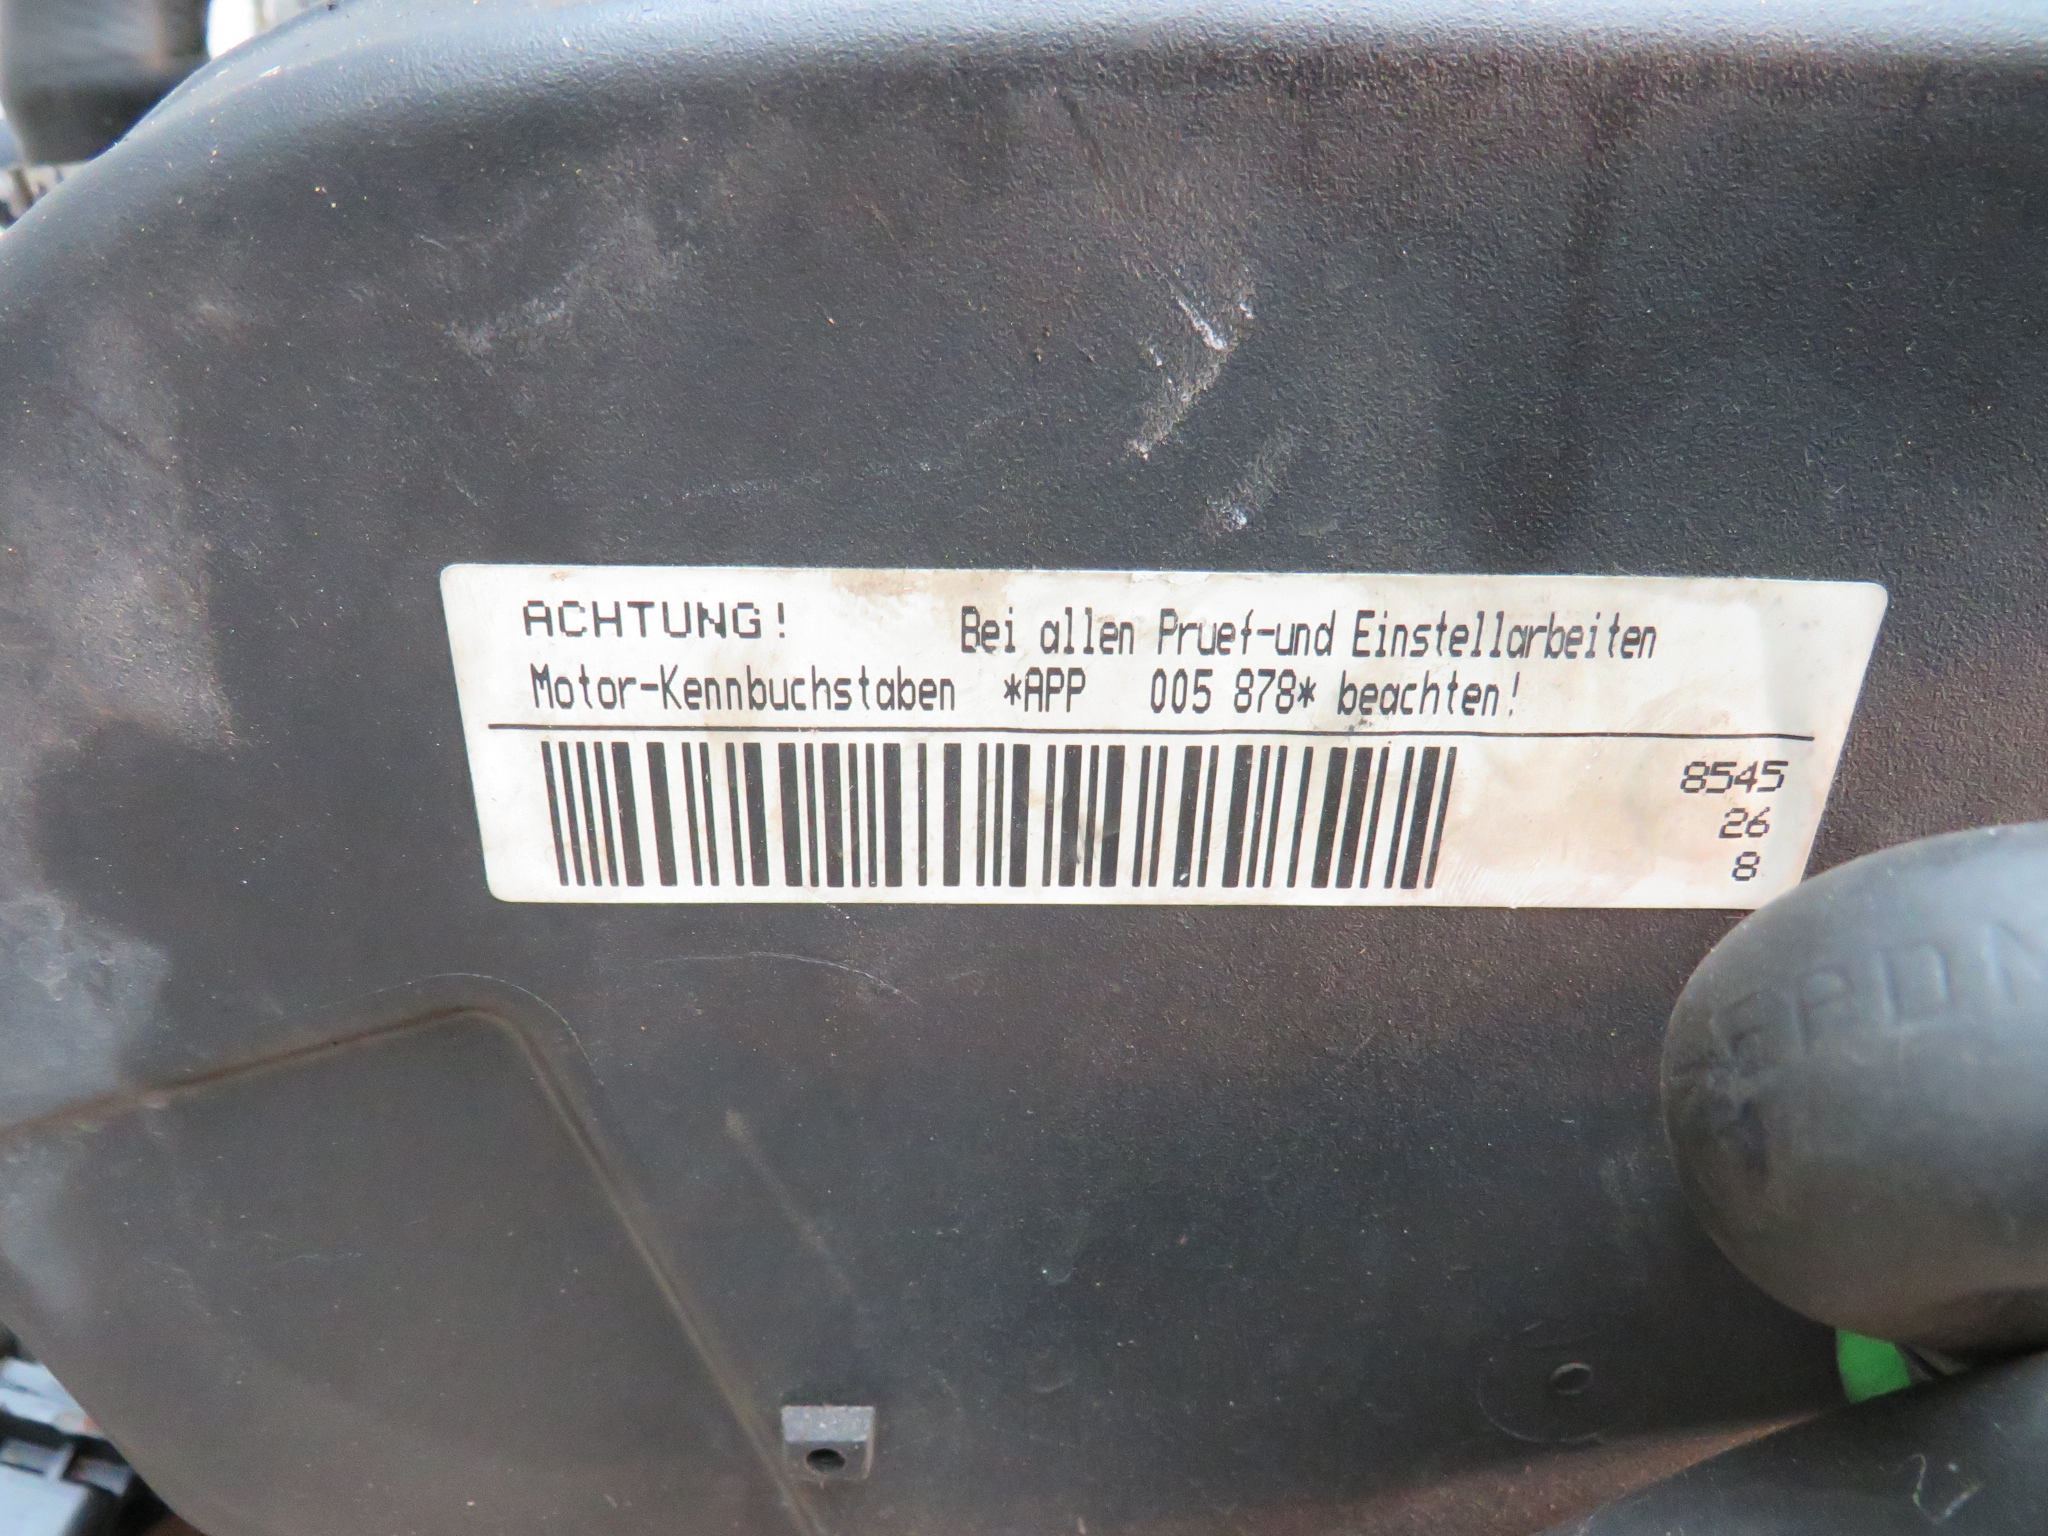 ACHTUNG! Bei allen Pruef-und Einstellarbeiten
Motor-Kennbuchstaben *APP 005 878* beachten!
8545
26
8